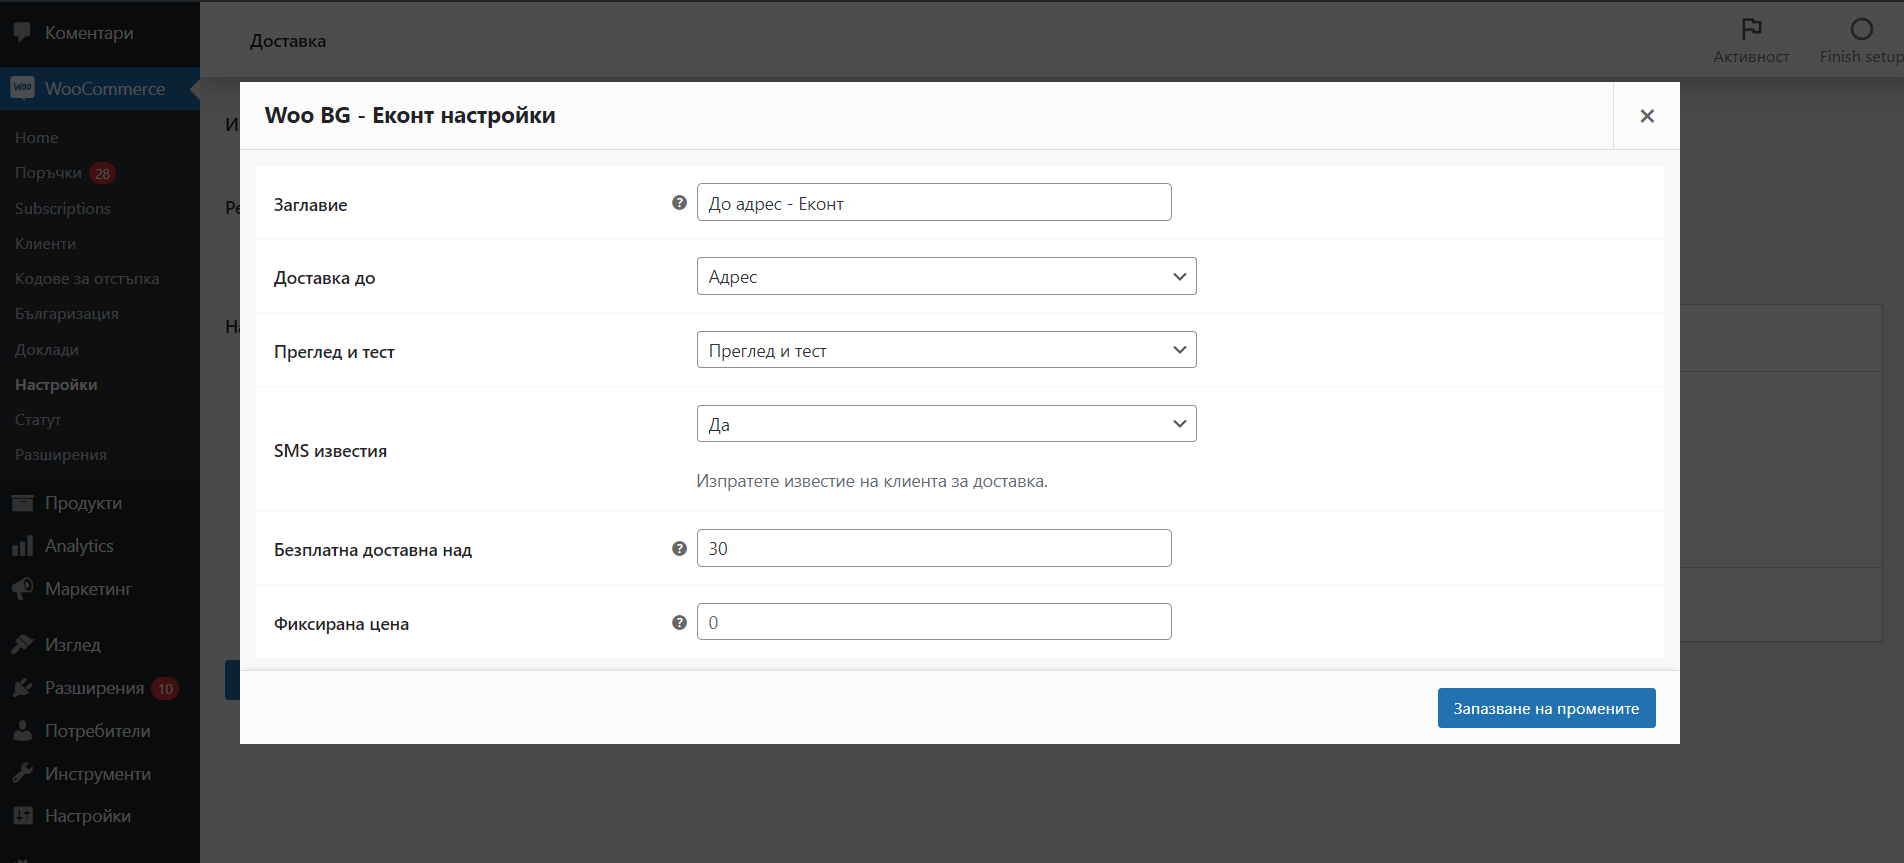 Коментари
WooCommerce
Home
Поръчки 28
Subscriptions
Клиенти
Кодове за отстъпка
Българизация
Доклади
Настройки
Статут
Разширения
Продукти
Analytics
Маркетинг
Изглед
Разширения 10
Потребители
Инструменти
Настройки
Доставка
Активност
Finish setup
Woo BG - Еконт настройки
Заглавие
До адрес - Еконт
Доставка до
Адрес
Преглед и тест
Преглед и тест
SMS известия
Да
Изпратете известие на клиента за доставка.
Безплатна доставна над
30
Фиксирана цена
0
Запазване на промените